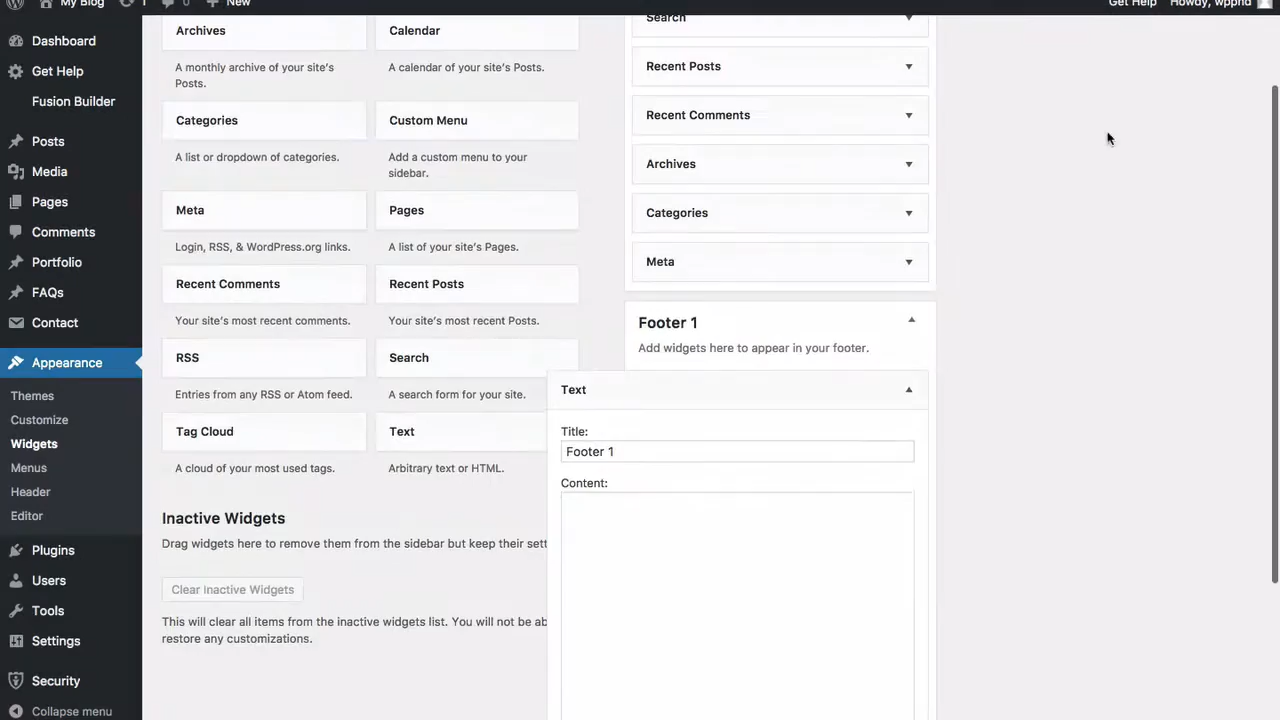 My Blog
1
0
New
Get Help
Howdy, wppnd
Dashboard
Get Help
Fusion Builder
Posts
Media
Pages
Comments
Portfolio
FAQs
Contact
Appearance
Themes
Customize
Widgets
Menus
Header
Editor
Plugins
Users
Tools
Settings
Security
Collapse menu
Archives
A monthly archive of your site's
Posts.
Calendar
A calendar of your site's Posts.
Categories
A list or dropdown of categories.
Custom Menu
Add a custom menu to your
sidebar.
Meta
Login, RSS, & WordPress.org links.
Pages
A list of your site's Pages.
Recent Comments
Your site's most recent comments.
Recent Posts
Your site's most recent Posts.
RSS
Entries from any RSS or Atom feed.
Search
A search form for your site.
Tag Cloud
A cloud of your most used tags.
Text
Arbitrary text or HTML.
Inactive Widgets
Drag widgets here to remove them from the sidebar but keep their sett
Clear Inactive Widgets
This will clear all items from the inactive widgets list. You will not be ab
restore any customizations.
Search
Recent Posts
Recent Comments
Archives
Categories
Meta
Footer 1
Add widgets here to appear in your footer.
Text
Title:
Footer 1
Content: